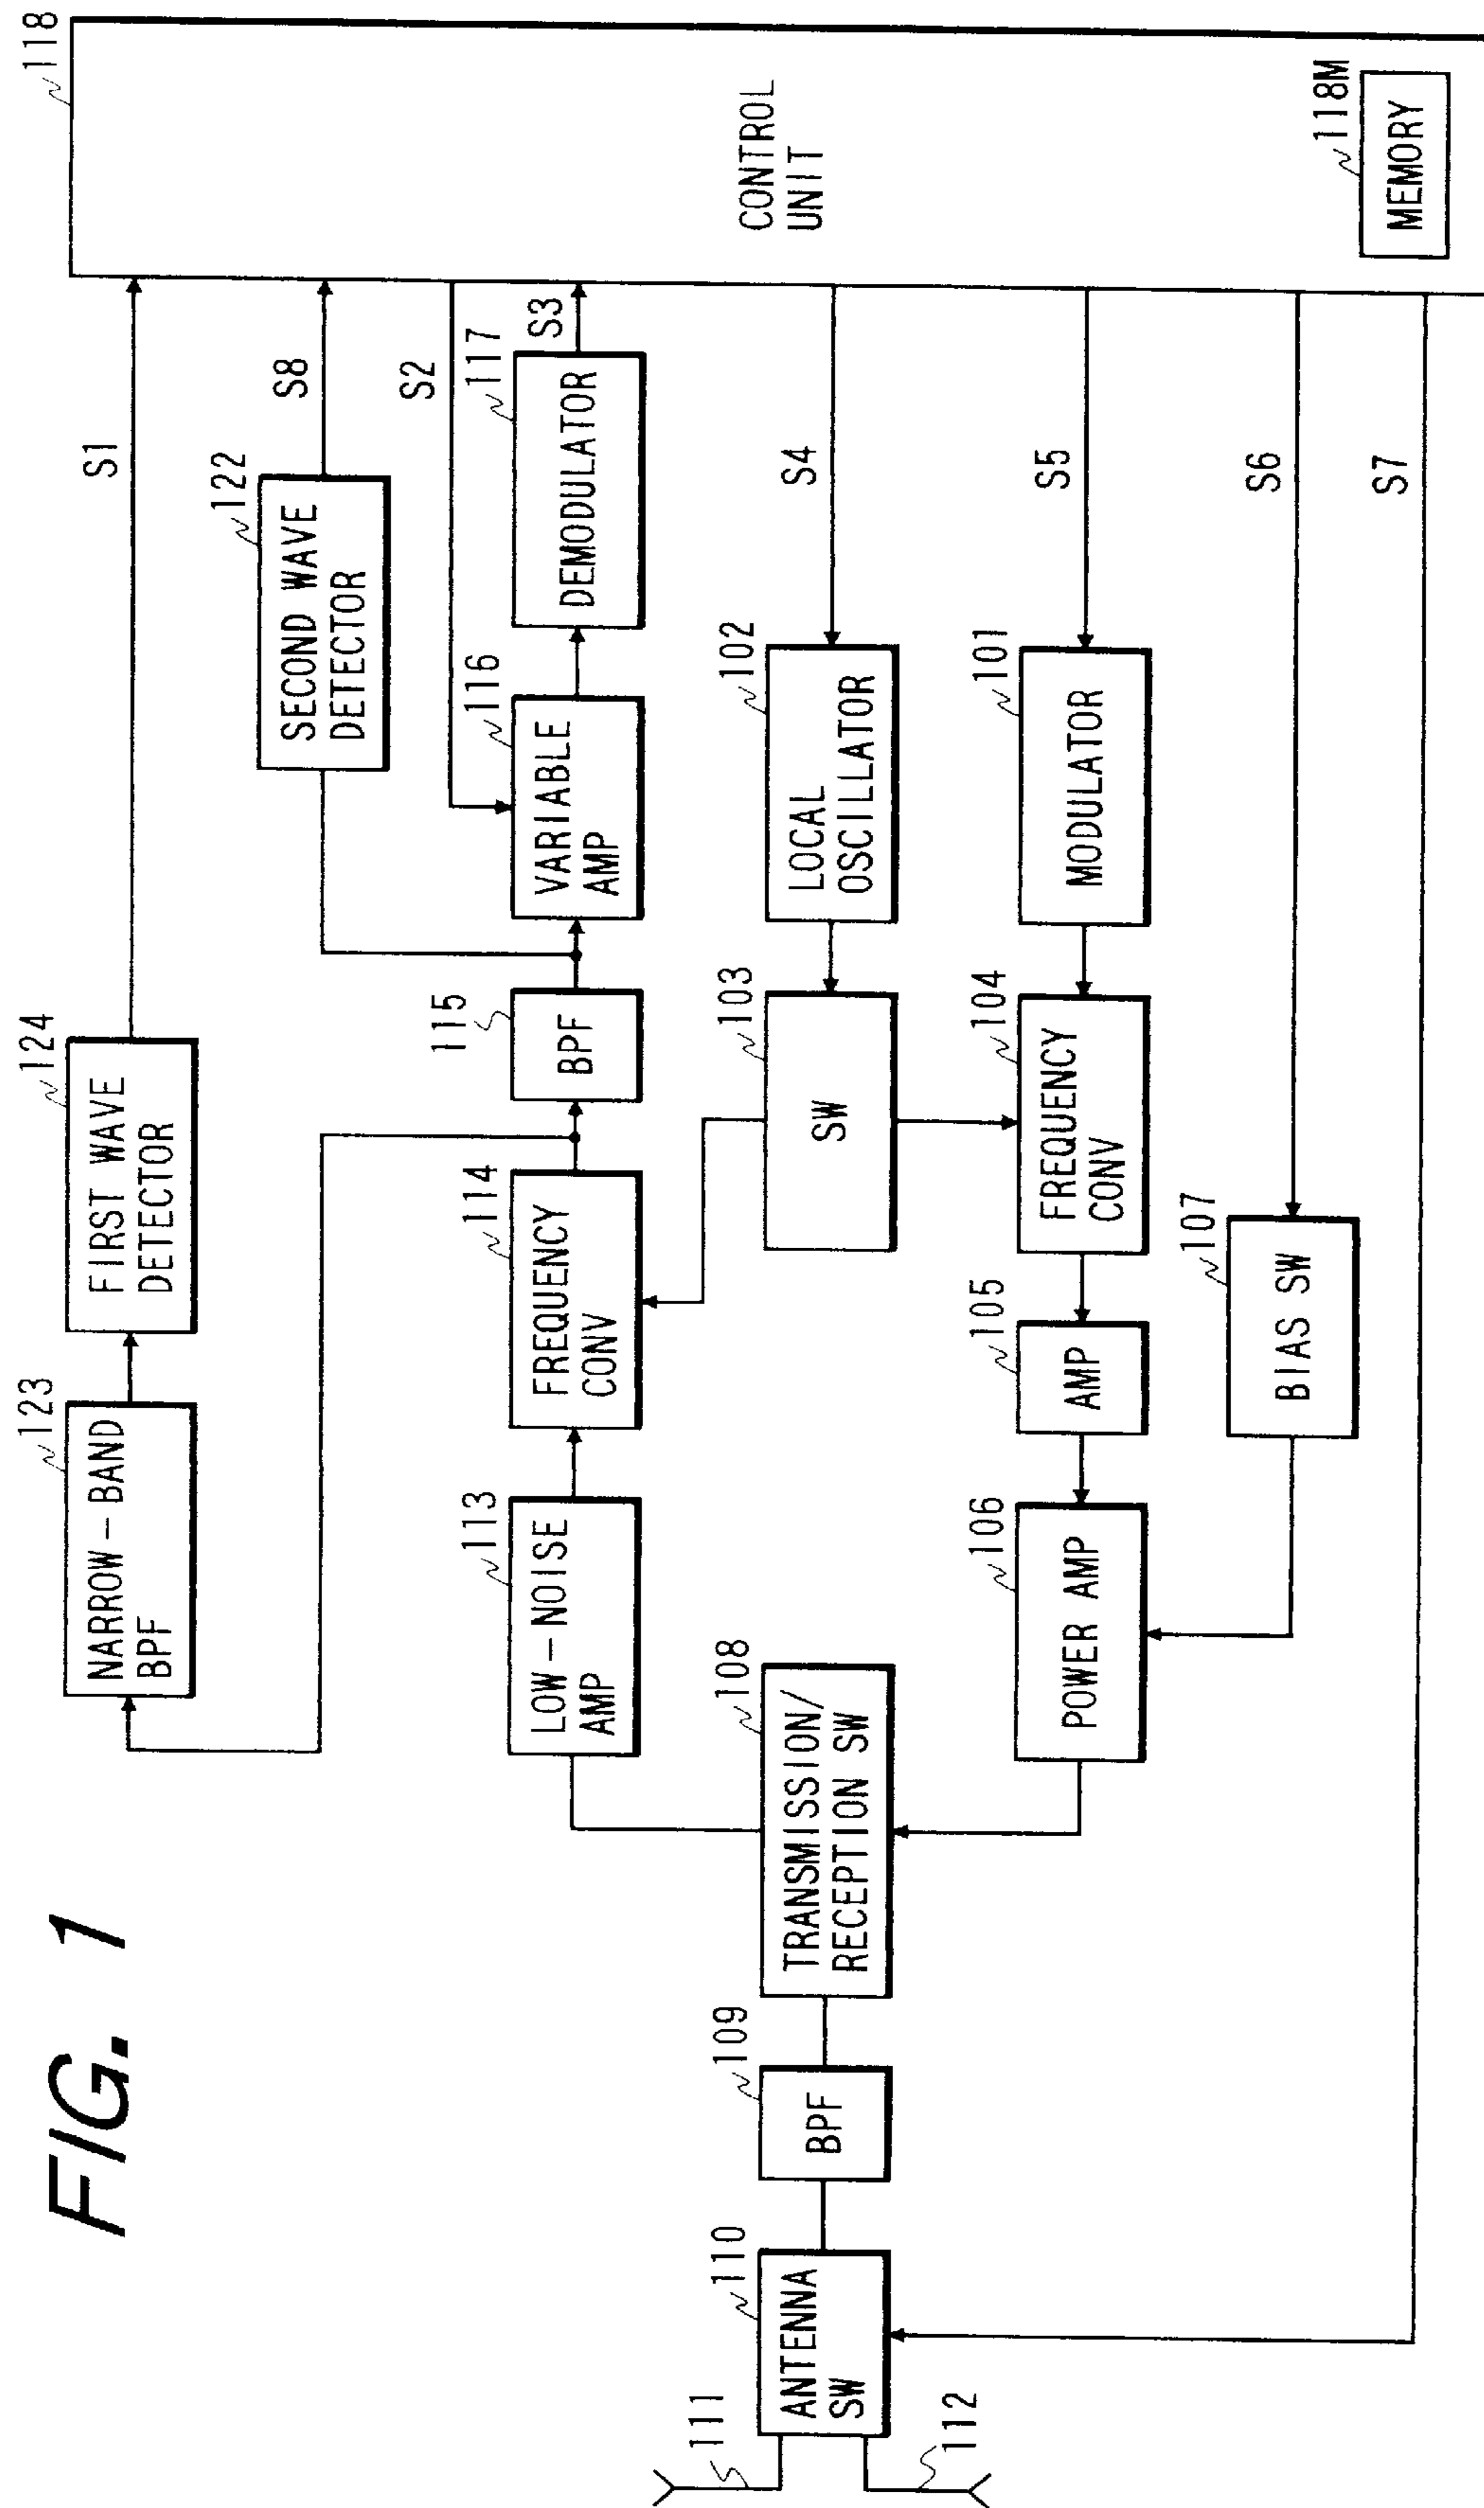 FIG. 1
123
NARROW-BAND
BPF
124
FIRST WAVE
DETECTOR
S1
118
122
SECOND WAVE
DETECTOR
S8
S2
113
LOW-NOISE
AMP
114
FREQUENCY
CONV
115
BPF
116
VARIABLE
AMP
117
DEMODULATOR
S3
CONTROL
UNIT
111
112
110
ANTENNA
SW
109
BPF
108
TRANSMISSION/
RECEPTION SW
103
SW
102
LOCAL
OSCILLATOR
S4
106
POWER AMP
105
AMP
104
FREQUENCY
CONV
101
MODULATOR
S5
107
BIAS SW
S6
S7
118M
MEMORY